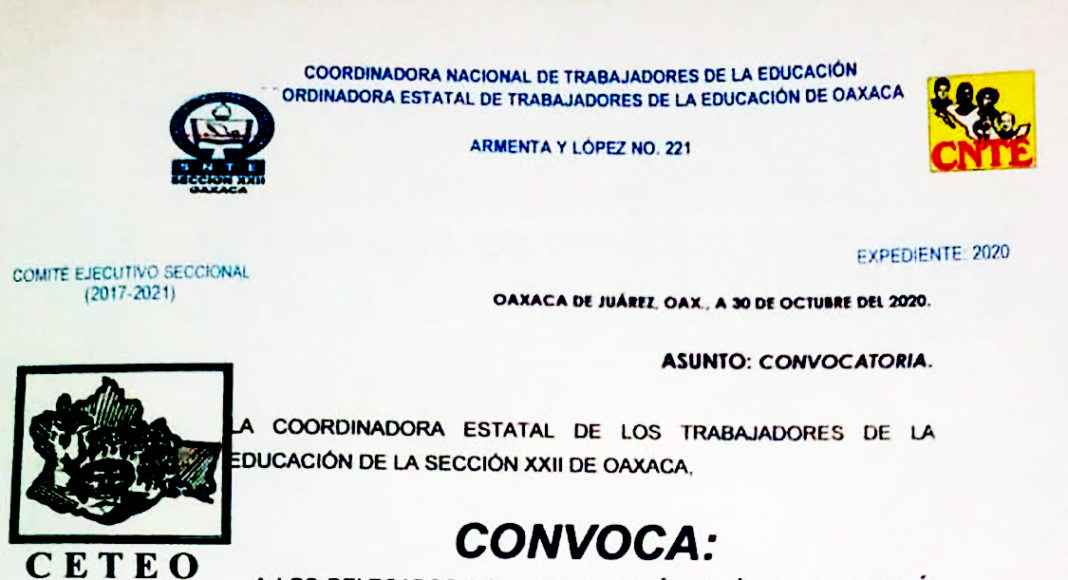 COORDINADORA NACIONAL DE TRABAJADORES DE LA EDUCACIÓN
ORDINADORA ESTATAL DE TRABAJADORES DE LA EDUCACIÓN DE OAXACA
ARMENTA Y LÓPEZ NO. 221
SNTE
SECCION XXII
OAXACA
CNTE
EXPEDIENTE: 2020
COMITÉ EJECUTIVO SECCIONAL
(2017-2021)
OAXACA DE JUÁREZ, OAX., A 30 DE OCTUBRE DEL 2020.
ASUNTO: CONVOCATORIA.
LA COORDINADORA ESTATAL DE LOS TRABAJADORES DE LA
EDUCACIÓN DE LA SECCIÓN XXII DE OAXACA,
CONVOCA:
CETEO
A LOS